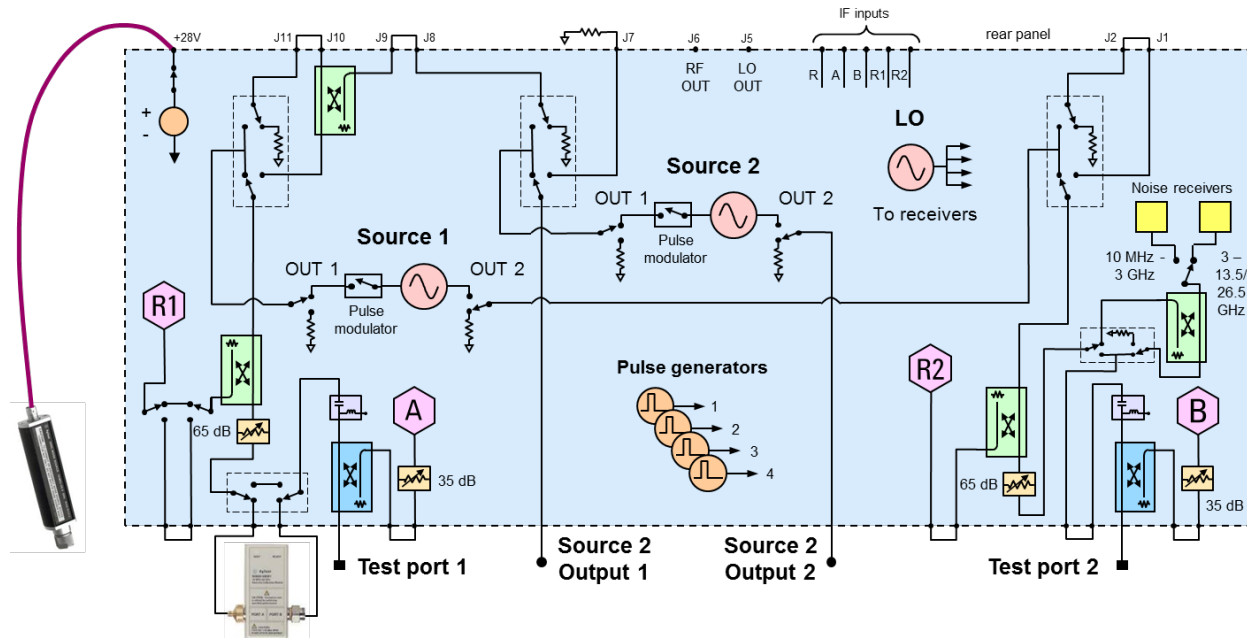 IF inputs
+28V
J11
J10
J9
J8
J7
J6
J5
rear panel
J2
J1
RF
OUT
LO
OUT
R
A
B
R1
R2
+
-
LO
To receivers
Source 2
OUT 1
OUT 2
Pulse
modulator
Noise receivers
10 MHz -
3 GHz
3 –
13.5/
26.5
GHz
Source 1
OUT 1
OUT 2
Pulse
modulator
R1
Pulse generators
1
2
3
4
R2
A
B
65 dB
35 dB
65 dB
35 dB
Test port 1
Source 2
Output 1
Source 2
Output 2
Test port 2
Agilent